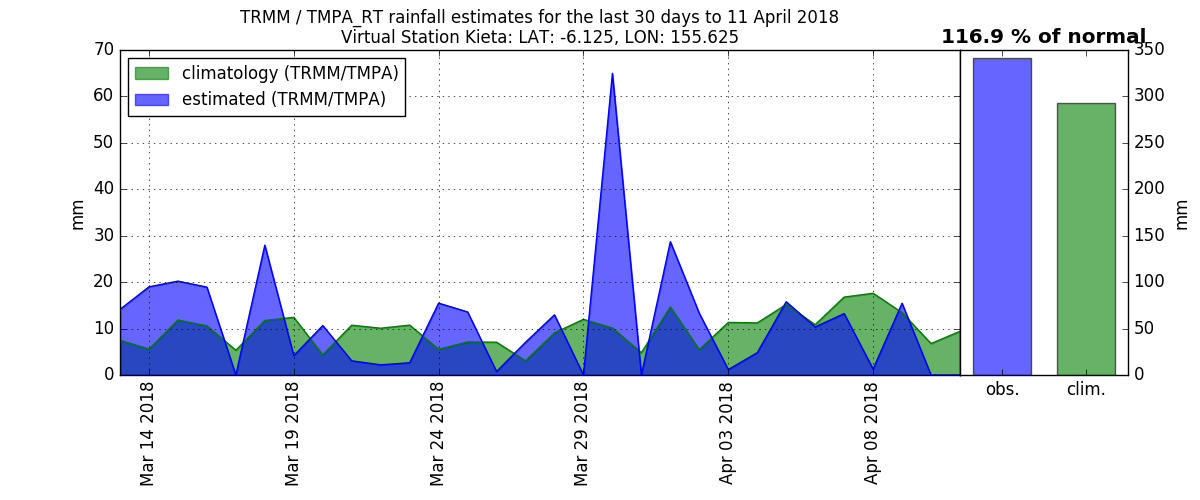 TRMM / TMPA_RT rainfall estimates for the last 30 days to 11 April 2018
Virtual Station Kieta: LAT: -6.125, LON: 155.625
116.9 % of normal
climatology (TRMM/TMPA)
estimated (TRMM/TMPA)
70
60
50
40
30
20
10
0
mm
Mar 14 2018
Mar 19 2018
Mar 24 2018
Mar 29 2018
Apr 03 2018
Apr 08 2018
350
300
250
200
150
100
50
0
mm
obs.
clim.